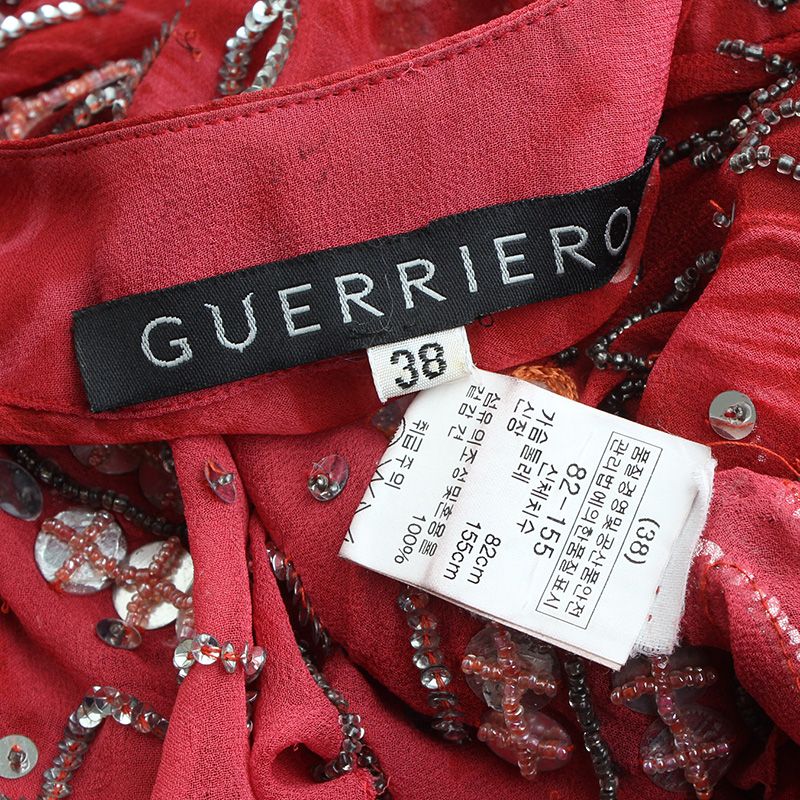 GUERRIERO
38
(38)
품질경영및공산품안전
관리법에의한품질표시
82-155
신체치수
가슴둘레 82cm
신장 155cm
섬유의조성및혼용율
겉감 견 100%
취급주의